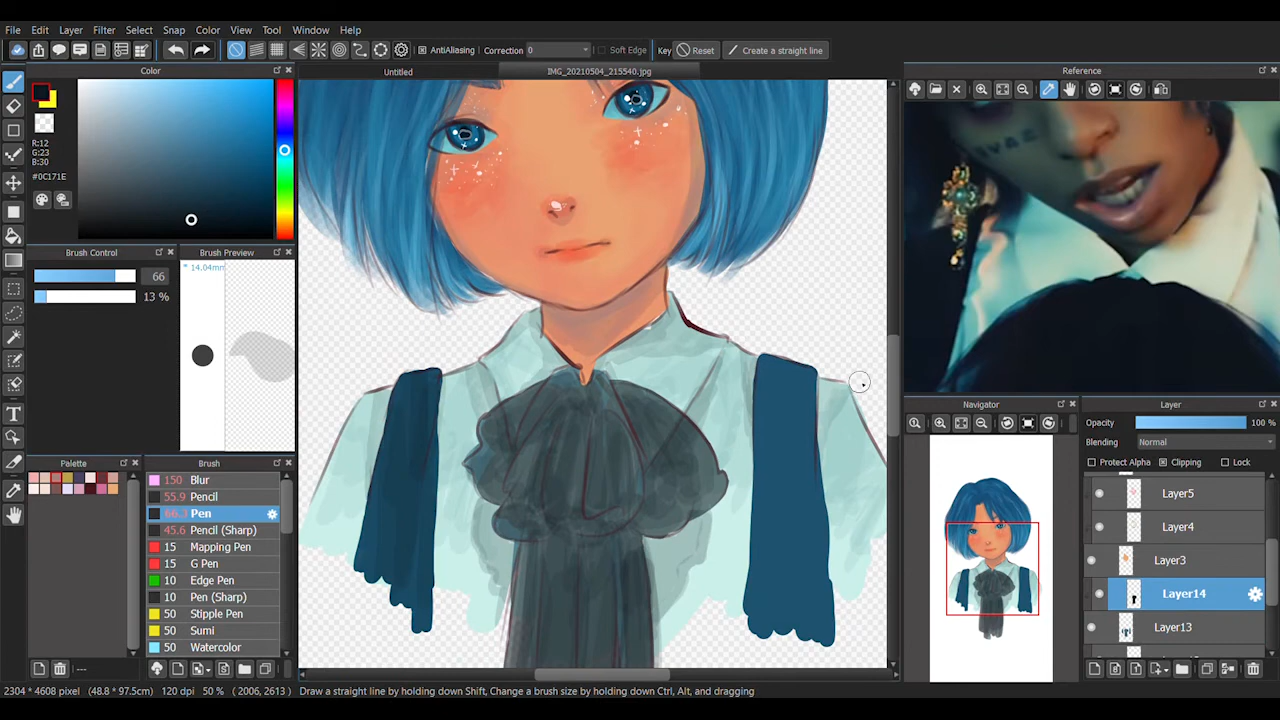 File Edit Layer Filter Select Snap Color View Tool Window Help
AntiAliasing Correction 0 Soft Edge Key Reset Create a straight line
Color
Untitled IMG_20210504_215540.jpg
Reference
R:12
G:23
B:30
#0C171E
Brush Control Brush Preview
66
13 %
* 14.04mm
Navigator Layer
Opacity 100 %
Blending Normal
Protect Alpha Clipping Lock
Palette Brush
150 Blur
55.9 Pencil
66.3 Pen
45.6 Pencil (Sharp)
15 Mapping Pen
15 G Pen
10 Edge Pen
10 Pen (Sharp)
50 Stipple Pen
50 Sumi
50 Watercolor
Layer5
Layer4
Layer3
Layer14
Layer13
---
2304 * 4608 pixel (48.8 * 97.5cm) 120 dpi 50 % ( 2006, 2613 ) Draw a straight line by holding down Shift, Change a brush size by holding down Ctrl, Alt, and dragging